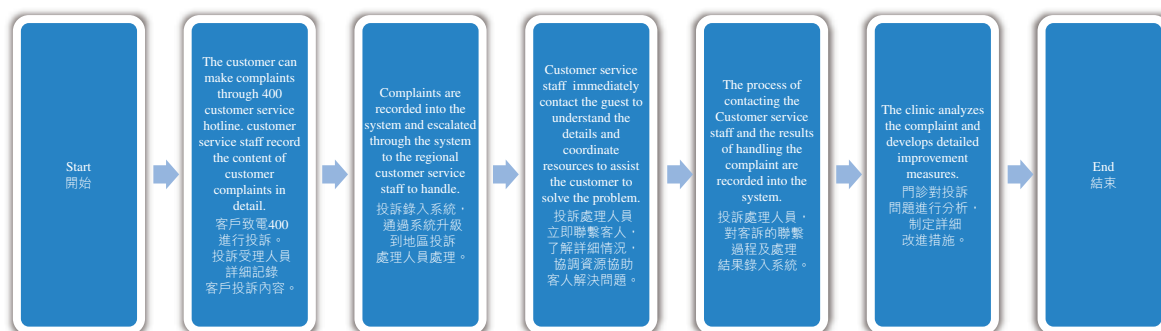 Start
開始
The customer can
make complaints
through 400
customer service
hotline. customer
service staff record
the content of
customer
complaints in
detail.
客戶致電400
進行投訴。
投訴受理人員
詳細記錄
客戶投訴內容。
Complaints are
recorded into the
system and escalated
through the system
to the regional
customer service
staff to handle.
投訴錄入系統，
通過系統升級
到地區投訴
處理人員處理。
Customer service
staff immediately
contact the guest to
understand the
details and
coordinate
resources to assist
the customer to
solve the problem.
投訴處理人員
立即聯繫客人，
了解詳細情況，
協調資源協助
客人解決問題。
The process of
contacting the
Customer service
staff and the results
of handling the
complaint are
recorded into the
system.
投訴處理人員，
對客訴的聯繫
過程及處理
結果錄入系統。
The clinic analyzes
the complaint and
develops detailed
improvement
measures.
門診對投訴
問題進行分析，
制定詳細
改進措施。
End
結束